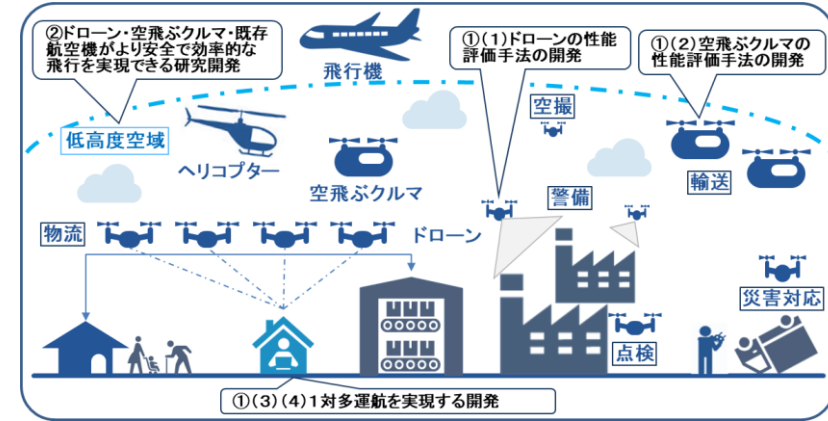 ②ドローン・空飛ぶクルマ・既存
航空機がより安全で効率的な
飛行を実現できる研究開発
飛行機
①(1)ドローンの性能
評価手法の開発
①(2)空飛ぶクルマの
性能評価手法の開発
低高度空域
ヘリコプター
空飛ぶクルマ
空撮
輸送
警備
物流
ドローン
災害対応
点検
①(3)(4)1対多運航を実現する開発